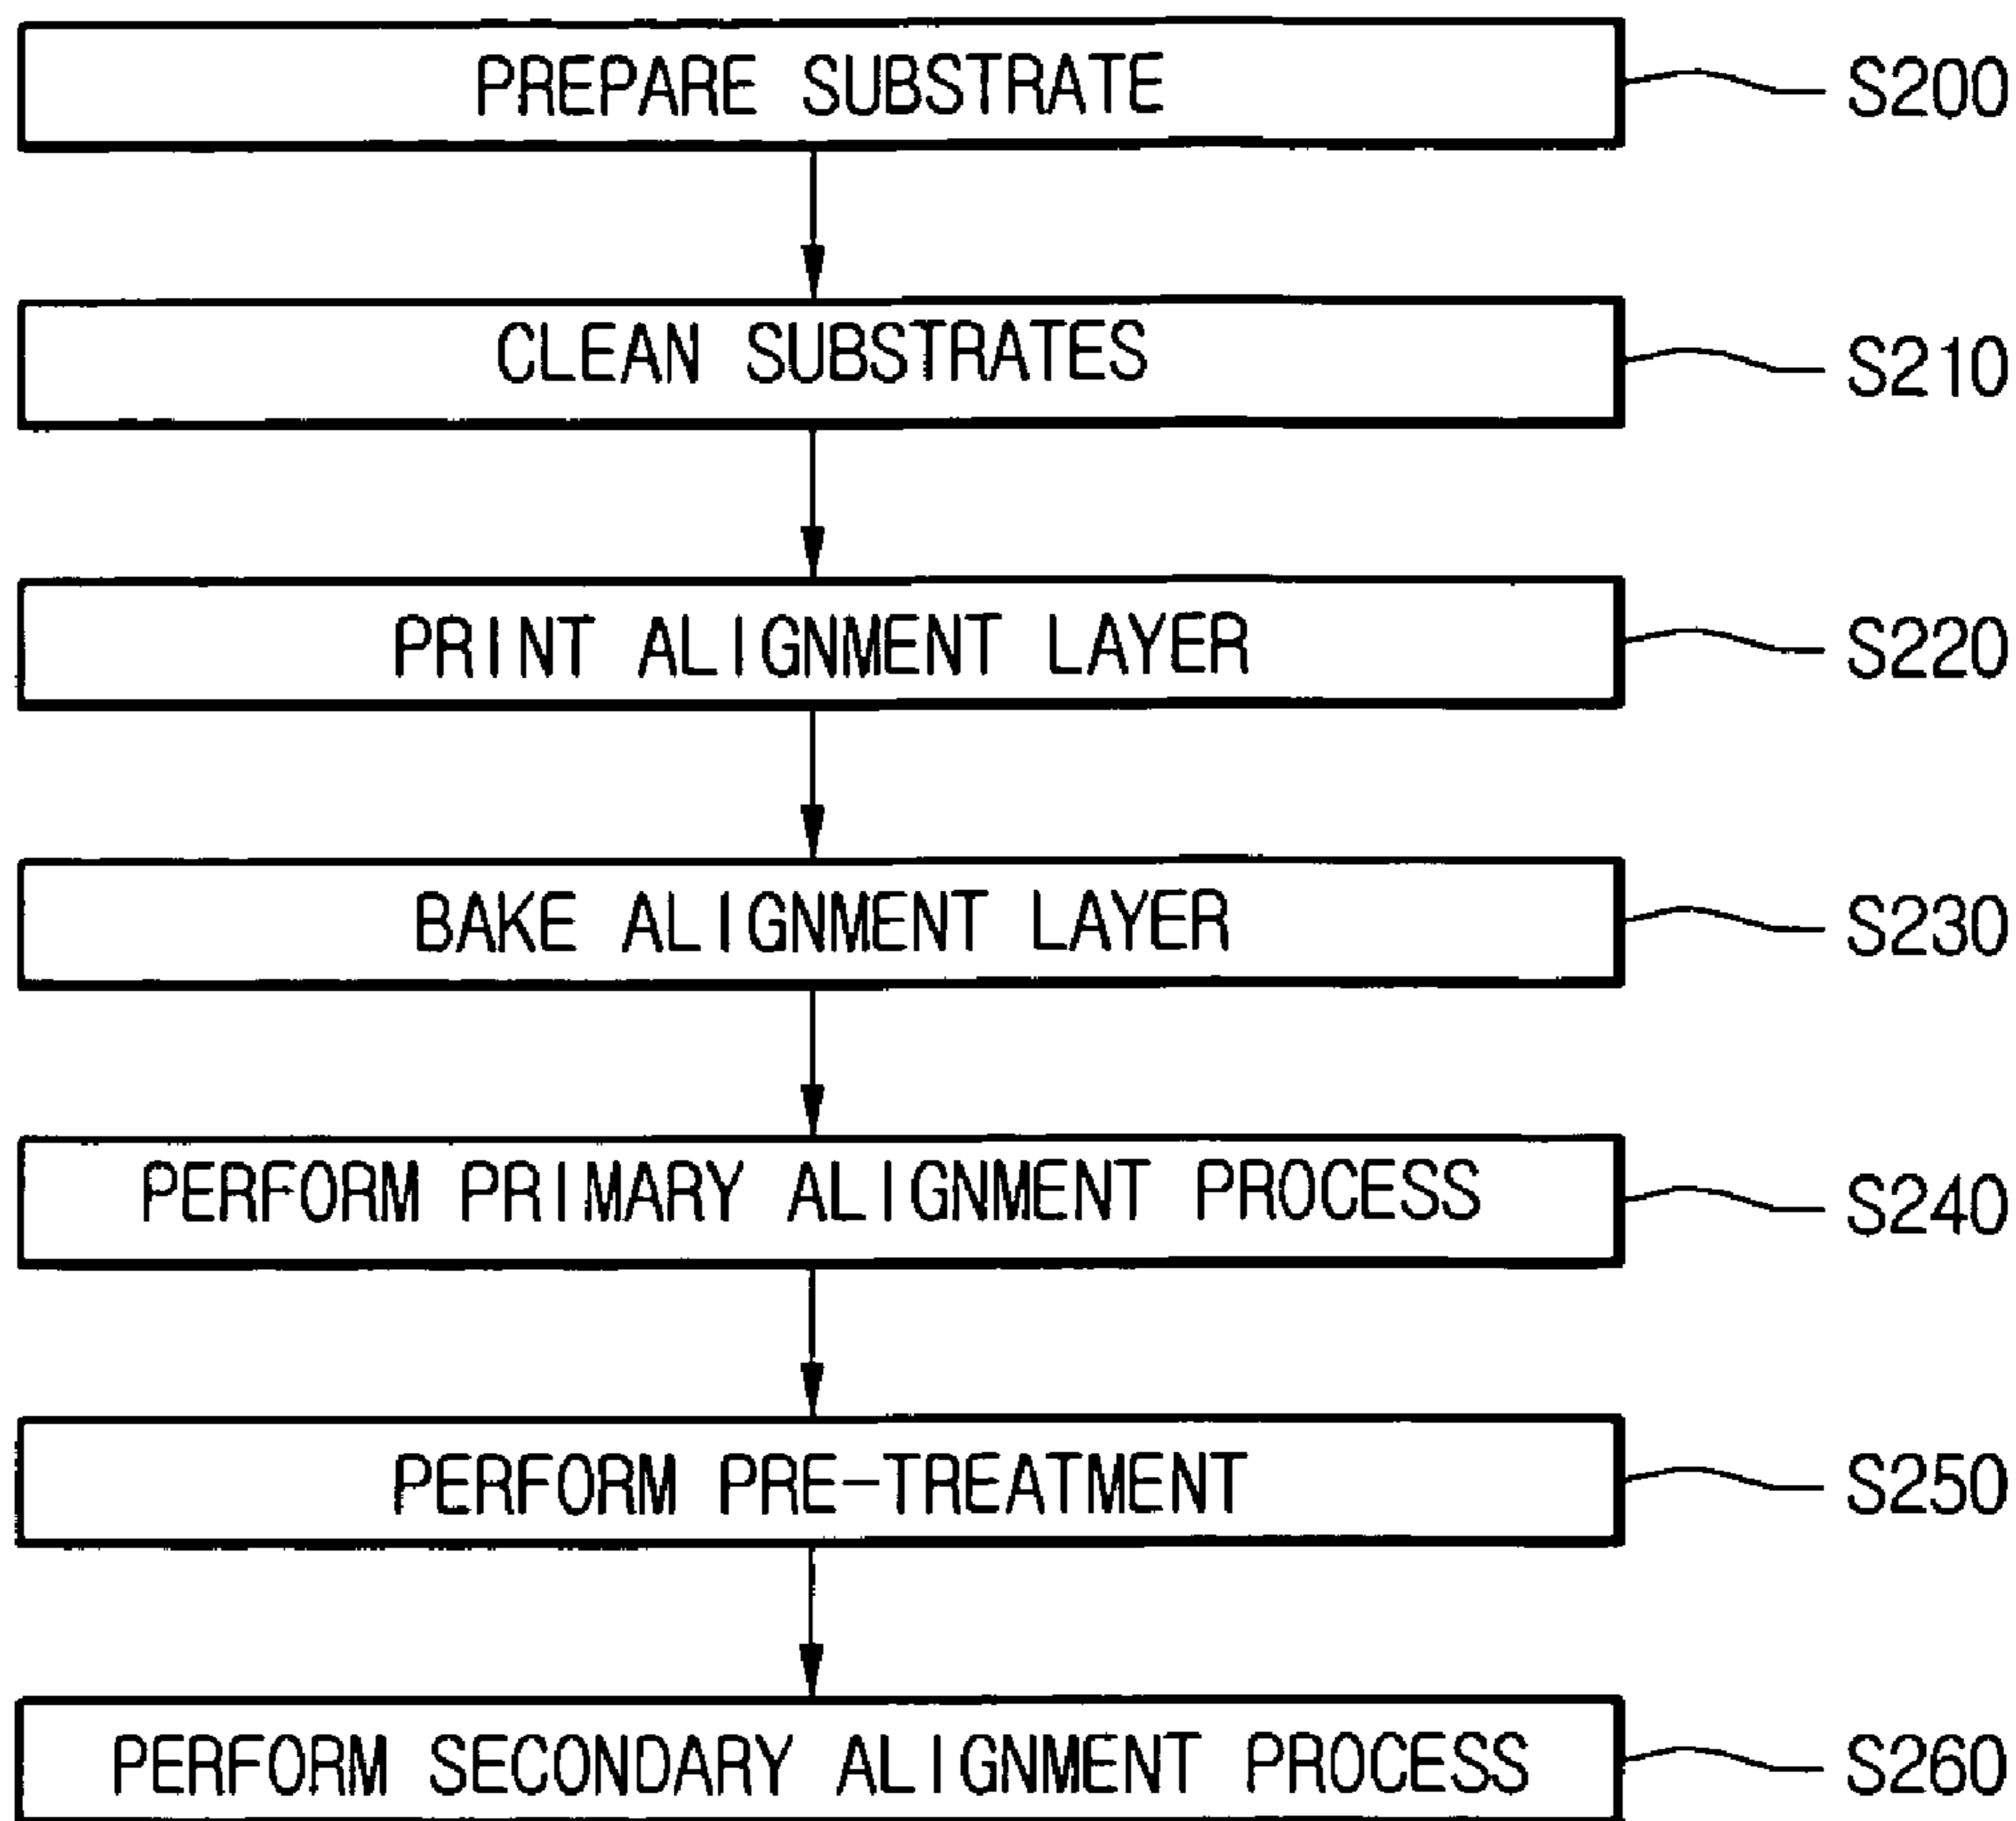 PREPARE SUBSTRATE S200
CLEAN SUBSTRATES S210
PRINT ALIGNMENT LAYER S220
BAKE ALIGNMENT LAYER S230
PERFORM PRIMARY ALIGNMENT PROCESS S240
PERFORM PRE-TREATMENT S250
PERFORM SECONDARY ALIGNMENT PROCESS S260